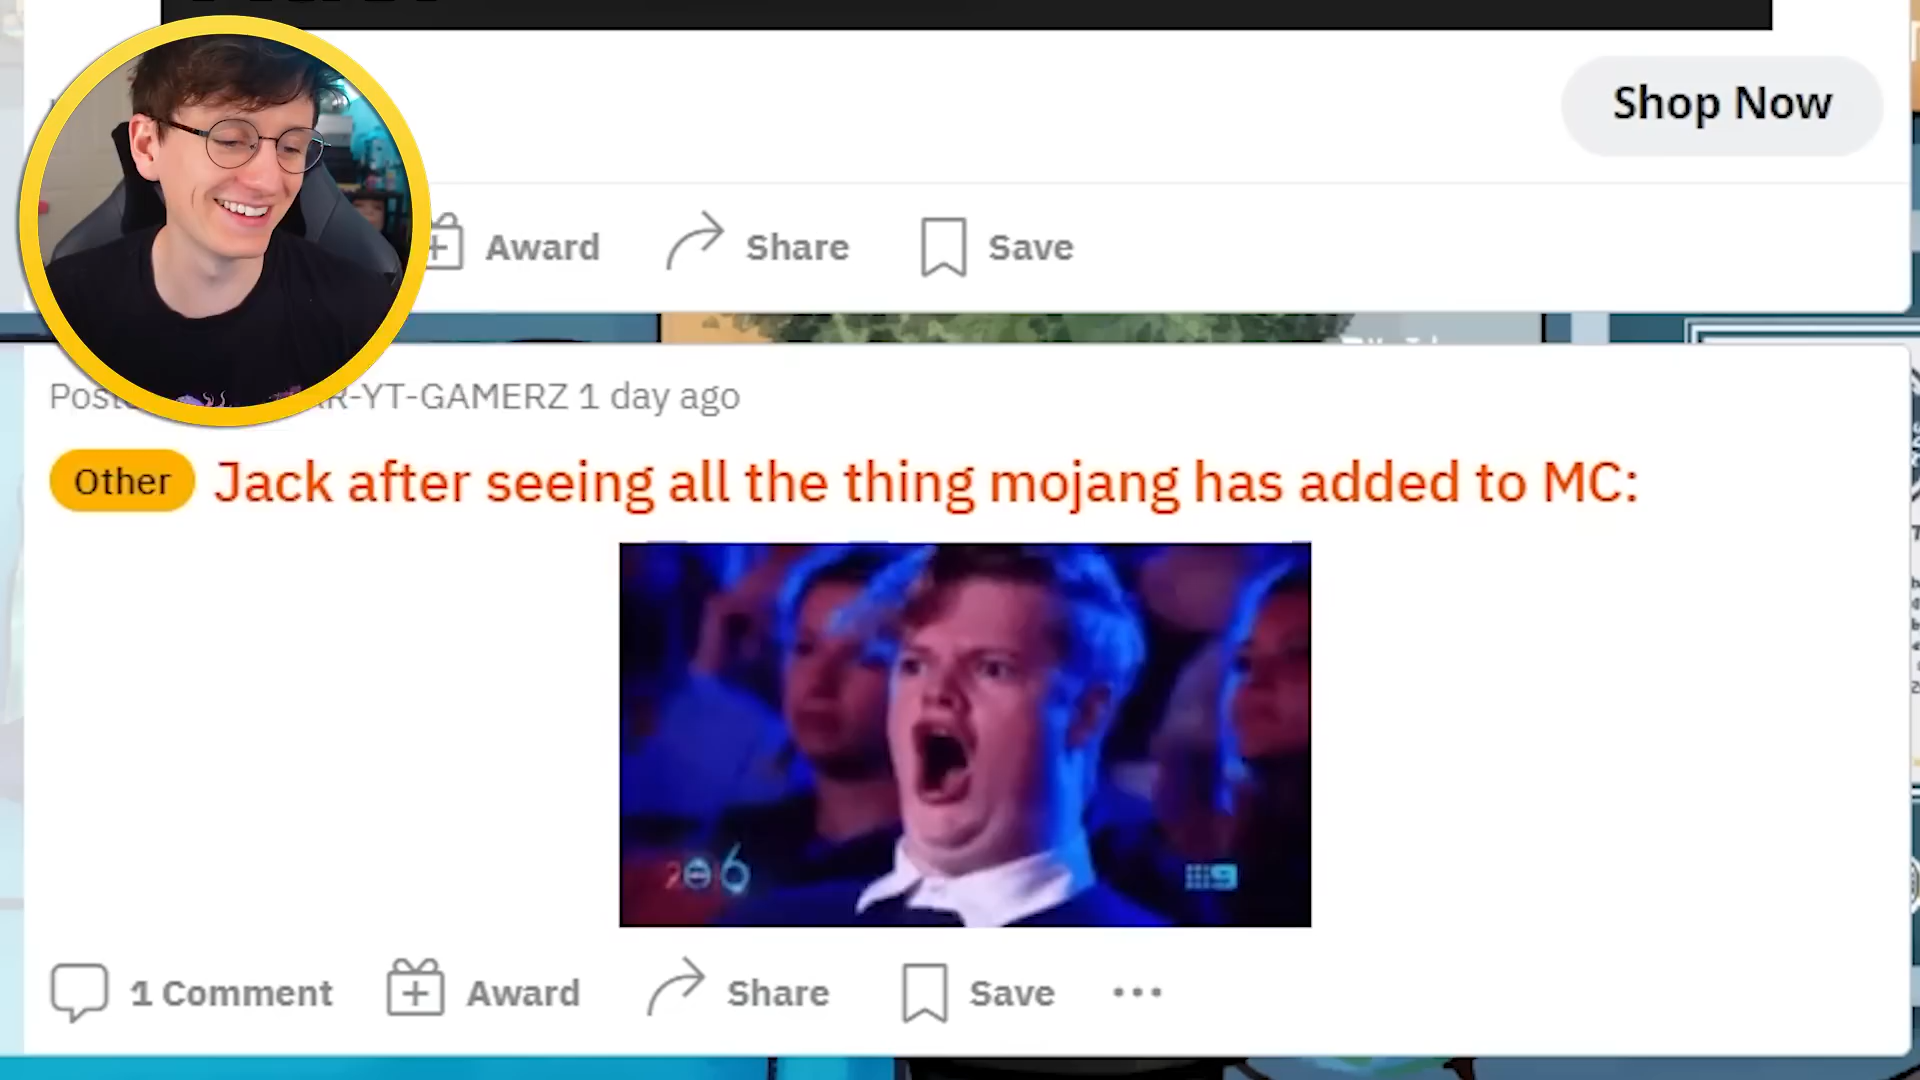 Shop Now
Award
Share
Save
R-YT-GAMERZ 1 day ago
Other
Jack after seeing all the thing mojang has added to MC:
9
1 Comment
Award
Share
Save